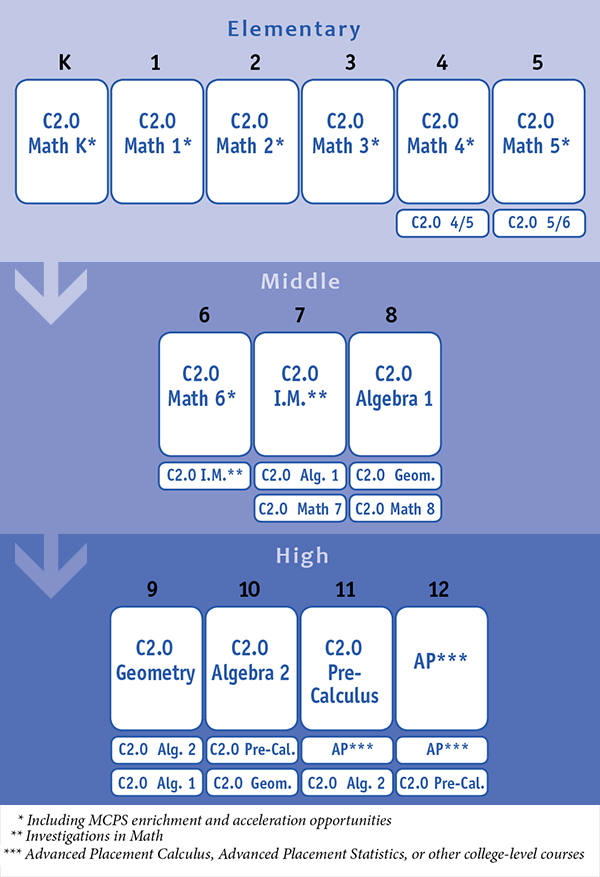 Elementary
K 1 2 3 4 5
C2.0 C2.0 C2.0 C2.0 C2.0 C2.0
Math K* Math 1* Math 2* Math 3* Math 4* Math 5*
C2.0 4/5 C2.0 5/6
Middle
6 7 8
C2.0 C2.0 C2.0
Math 6* I.M.** Algebra 1
C2.0 I.M.** C2.0 Alg. 1 C2.0 Geom.
C2.0 Math 7 C2.0 Math 8
High
9 10 11 12
C2.0 C2.0 C2.0
Geometry Algebra 2 Pre- AP***
Calculus
C2.0 Alg. 2 C2.0 Pre-Cal. AP*** AP***
C2.0 Alg. 1 C2.0 Geom. C2.0 Alg. 2 C2.0 Pre-Cal.
* Including MCPS enrichment and acceleration opportunities
** Investigations in Math
*** Advanced Placement Calculus, Advanced Placement Statistics, or other college-level courses